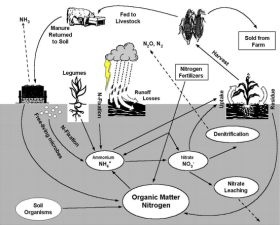 NH3
Manure
Returned
to Soil
Fed to
Livestock
Sold from
Farm
Harvest
N2O, N2
Nitrogen
Fertilizers
Legumes
Runoff
Losses
N-Fixation
Uptake
Residue
Free-living microbes
N-Fixation
Denitrification
Ammonium
NH4+
Nitrate
NO3-
Nitrate
Leaching
Organic Matter
Nitrogen
Soil
Organisms